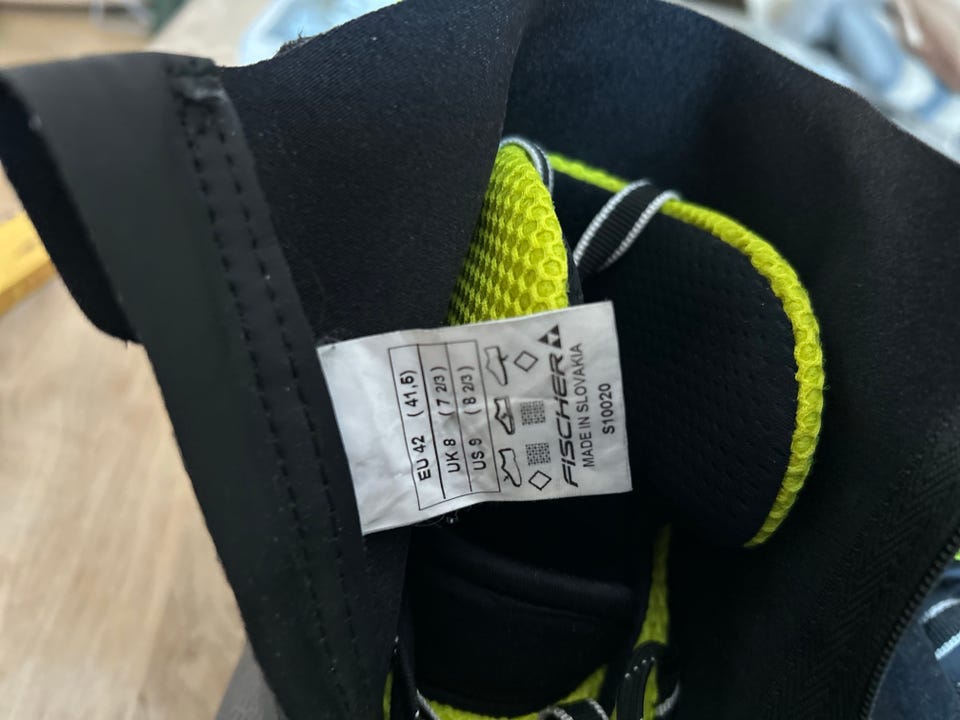 EU 42 (41,5)
UK 8 (7 2/3)
US 9 (8 2/3)
FISCHER
MADE IN SLOVAKIA
S10020